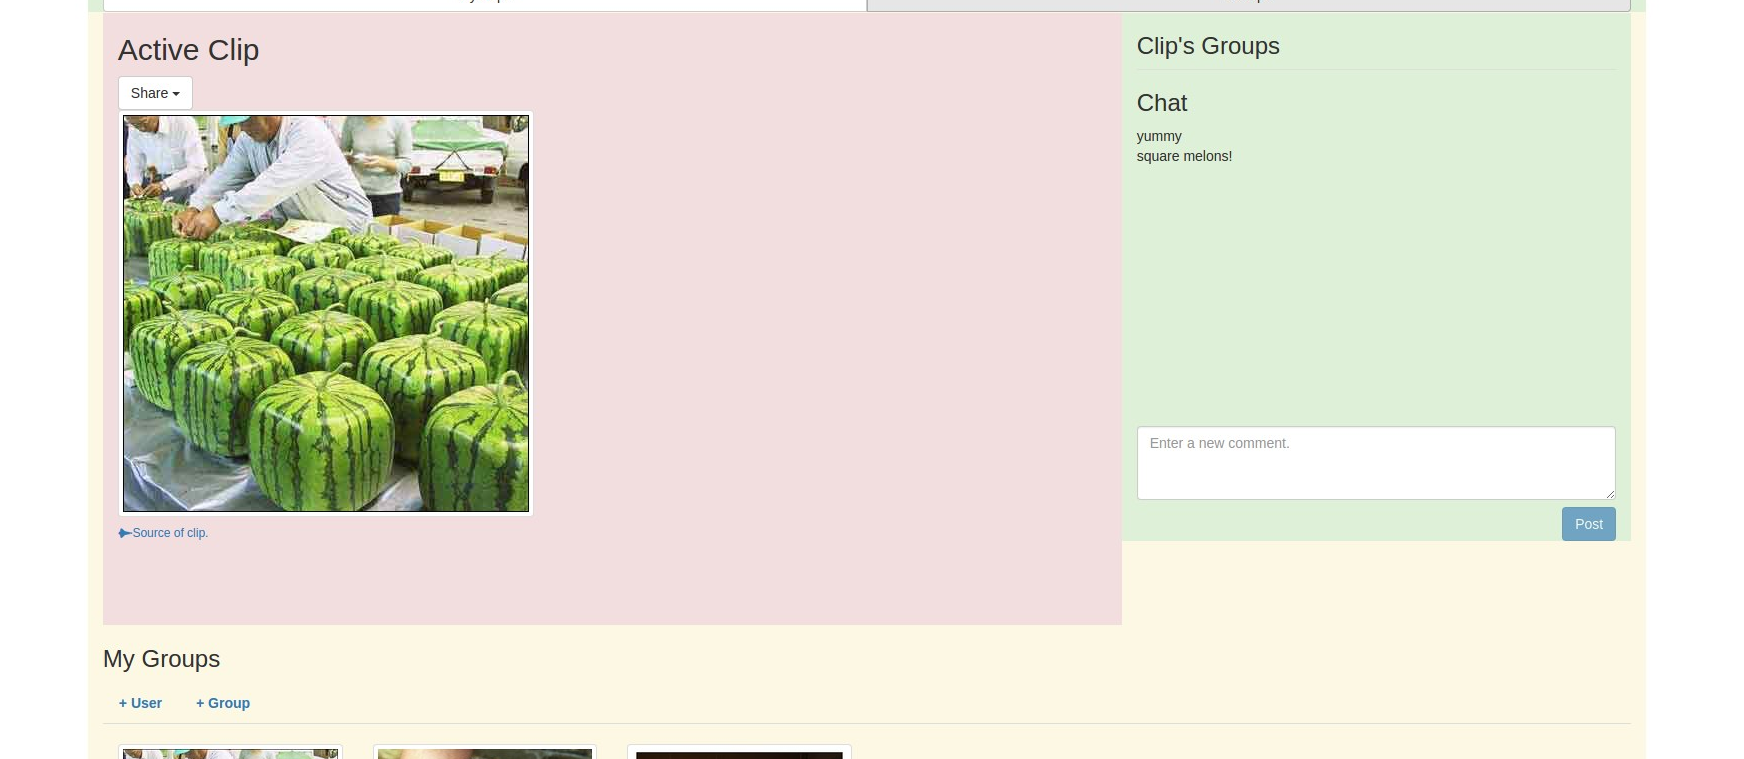 Active Clip
Share
Source of clip.
Clip's Groups
Chat
yummy
square melons!
Enter a new comment.
Post
My Groups
+ User
+ Group